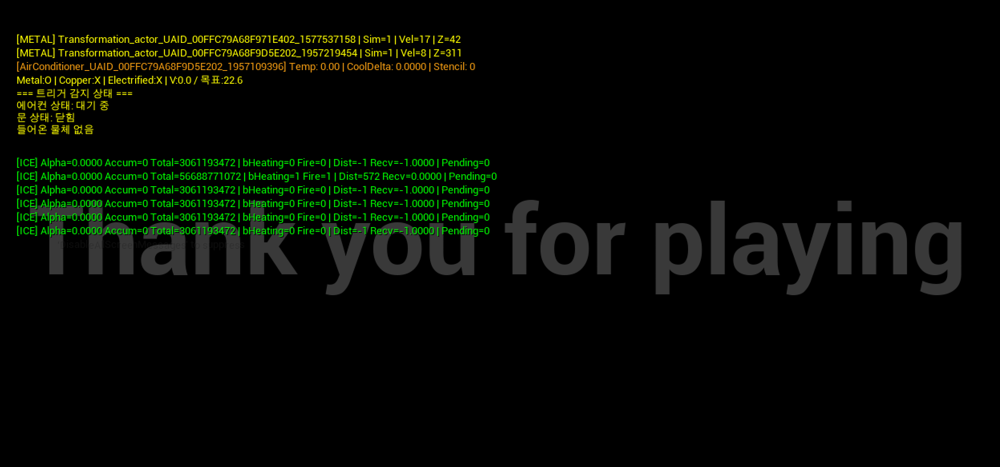 [METAL] Transformation_actor_UAID_00FFC79A68F971E402_1577537158 | Sim=1 | Vel=17 | Z=42
[METAL] Transformation_actor_UAID_00FFC79A68F9D5E202_1957219454 | Sim=1 | Vel=8 | Z=311
[AirConditioner_UAID_00FFC79A68F9D5E202_1957109396] Temp: 0.00 | CoolDelta: 0.0000 | Stencil: 0
Metal:O | Copper:X | Electrified:X | V:0.0 / 목표:22.6
=== 트리거 감지 상태 ===
에어컨 상태: 대기 중
문 상태: 닫힘
들어온 물체 없음
[ICE] Alpha=0.0000 Accum=0 Total=3061193472 | bHeating=0 Fire=0 | Dist=-1 Recv=-1.0000 | Pending=0
[ICE] Alpha=0.0000 Accum=0 Total=56688771072 | bHeating=1 Fire=1 | Dist=572 Recv=0.0000 | Pending=0
[ICE] Alpha=0.0000 Accum=0 Total=3061193472 | bHeating=0 Fire=0 | Dist=-1 Recv=-1.0000 | Pending=0
[ICE] Alpha=0.0000 Accum=0 Total=3061193472 | bHeating=0 Fire=0 | Dist=-1 Recv=-1.0000 | Pending=0
[ICE] Alpha=0.0000 Accum=0 Total=3061193472 | bHeating=0 Fire=0 | Dist=-1 Recv=-1.0000 | Pending=0
[ICE] Alpha=0.0000 Accum=0 Total=3061193472 | bHeating=0 Fire=0 | Dist=-1 Recv=-1.0000 | Pending=0
'DisableAllScreenMessages' to suppress
Thank you for playing